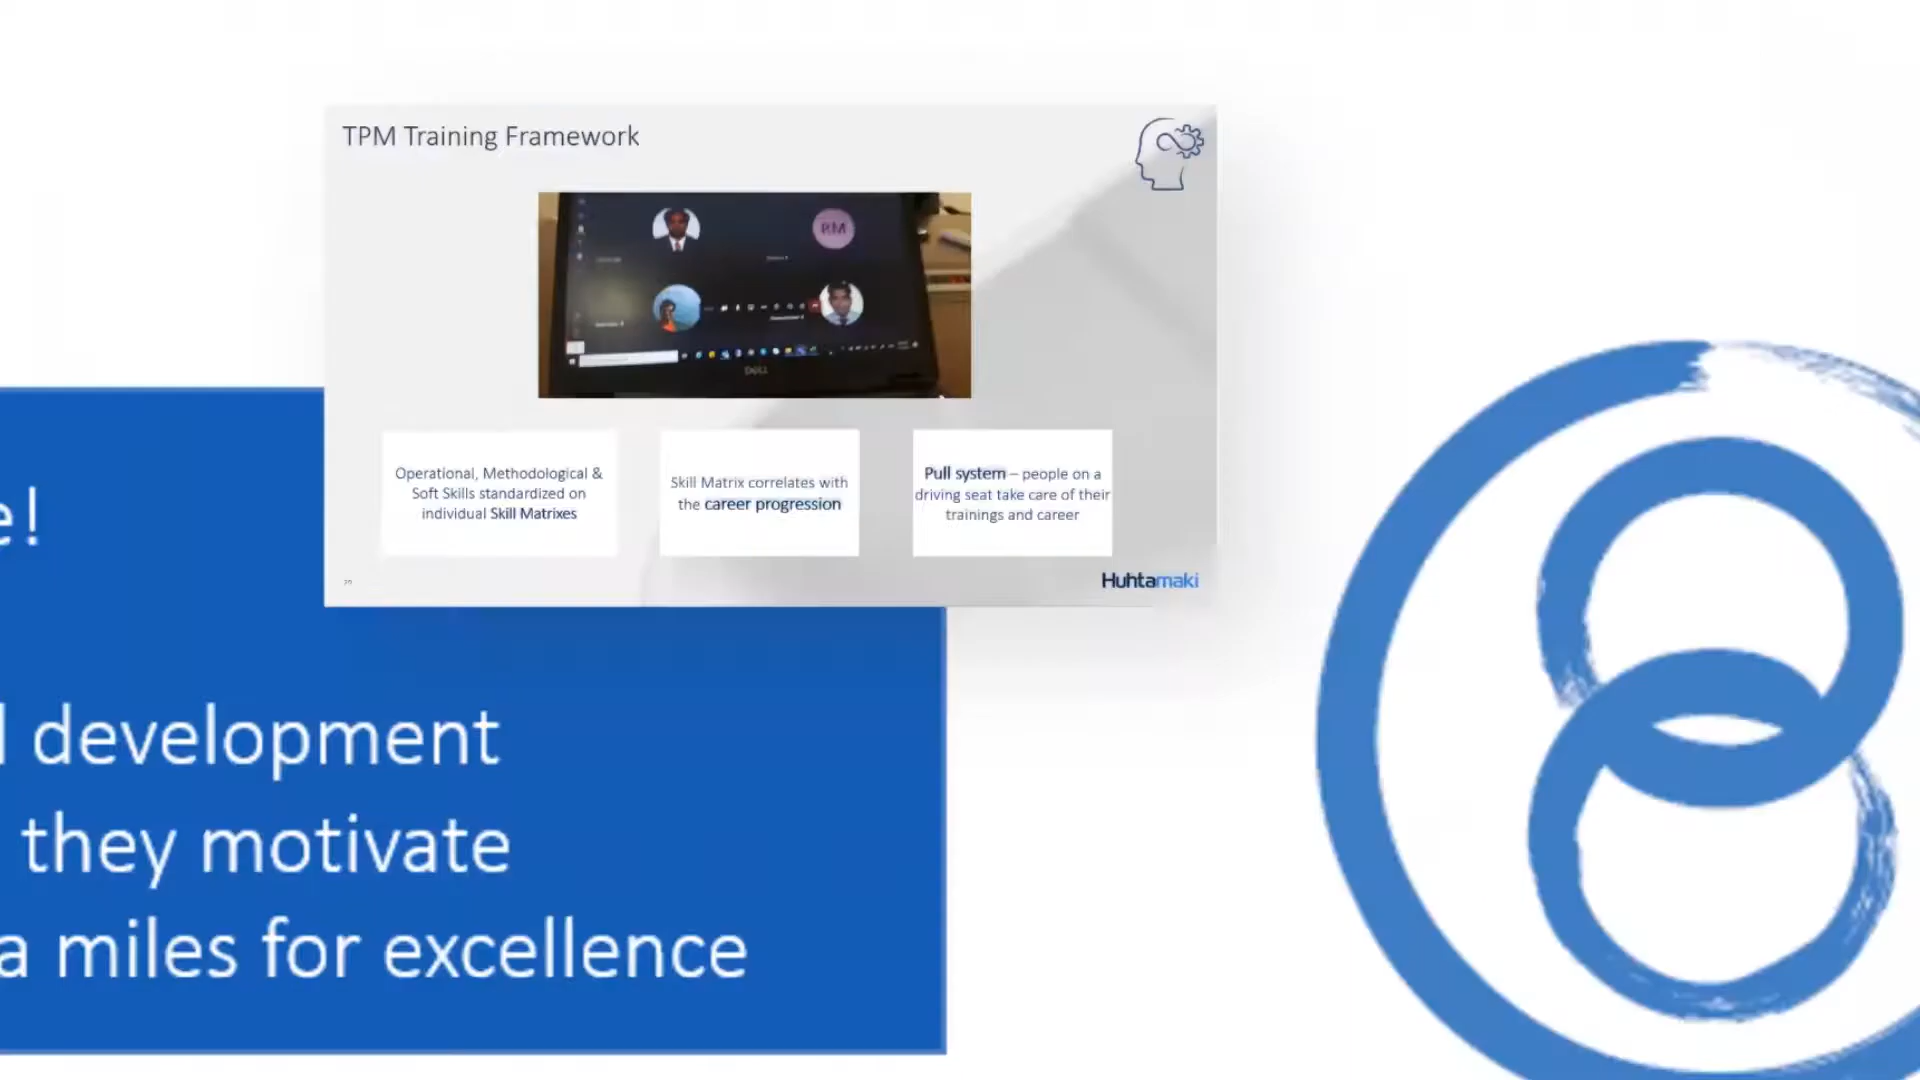 TPM Training Framework
RM
DELL
Operational, Methodological &
Soft Skills standardized on
individual Skill Matrixes
Skill Matrix correlates with
the career progression
Pull system – people on a
driving seat take care of their
trainings and career
Huhtamaki
e!
l development
they motivate
a miles for excellence